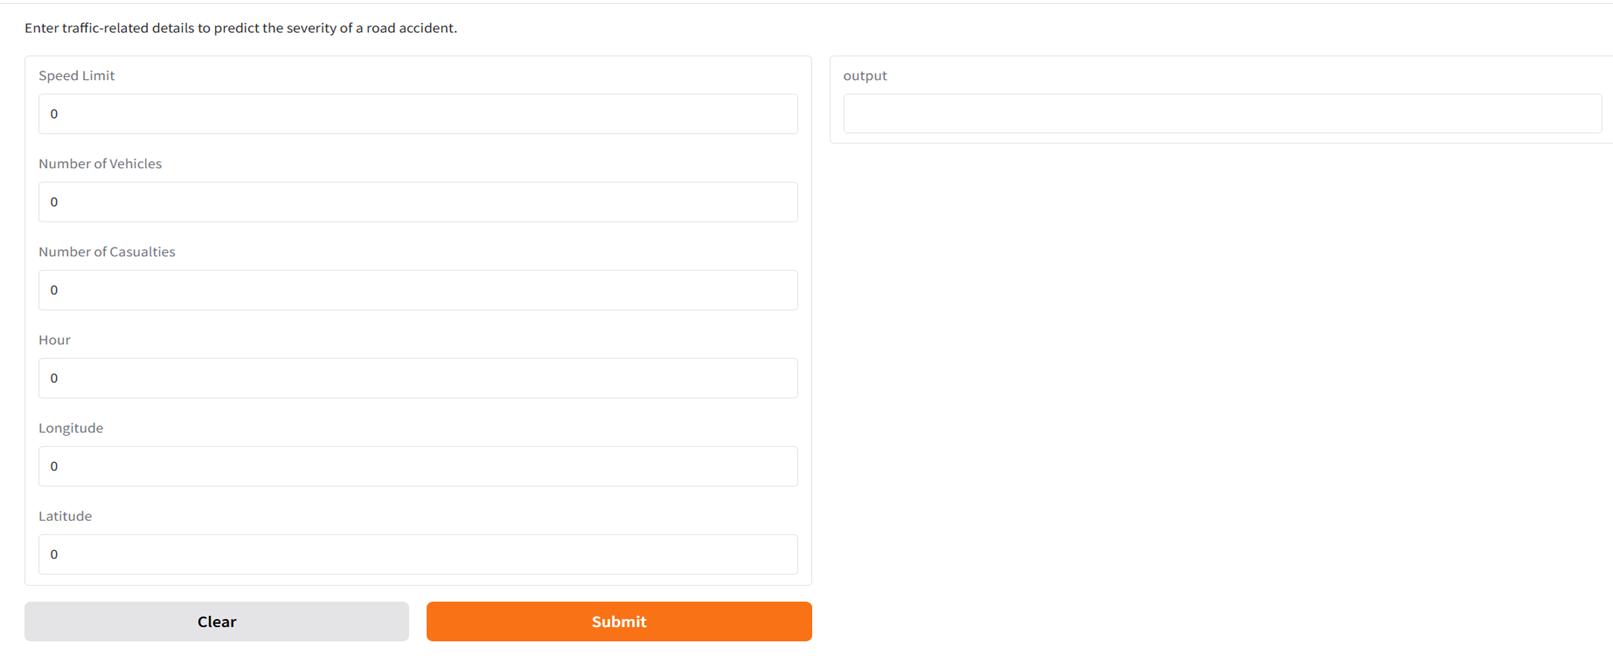 Enter traffic-related details to predict the severity of a road accident.
Speed Limit
0
Number of Vehicles
0
Number of Casualties
0
Hour
0
Longitude
0
Latitude
0
Clear
Submit
output